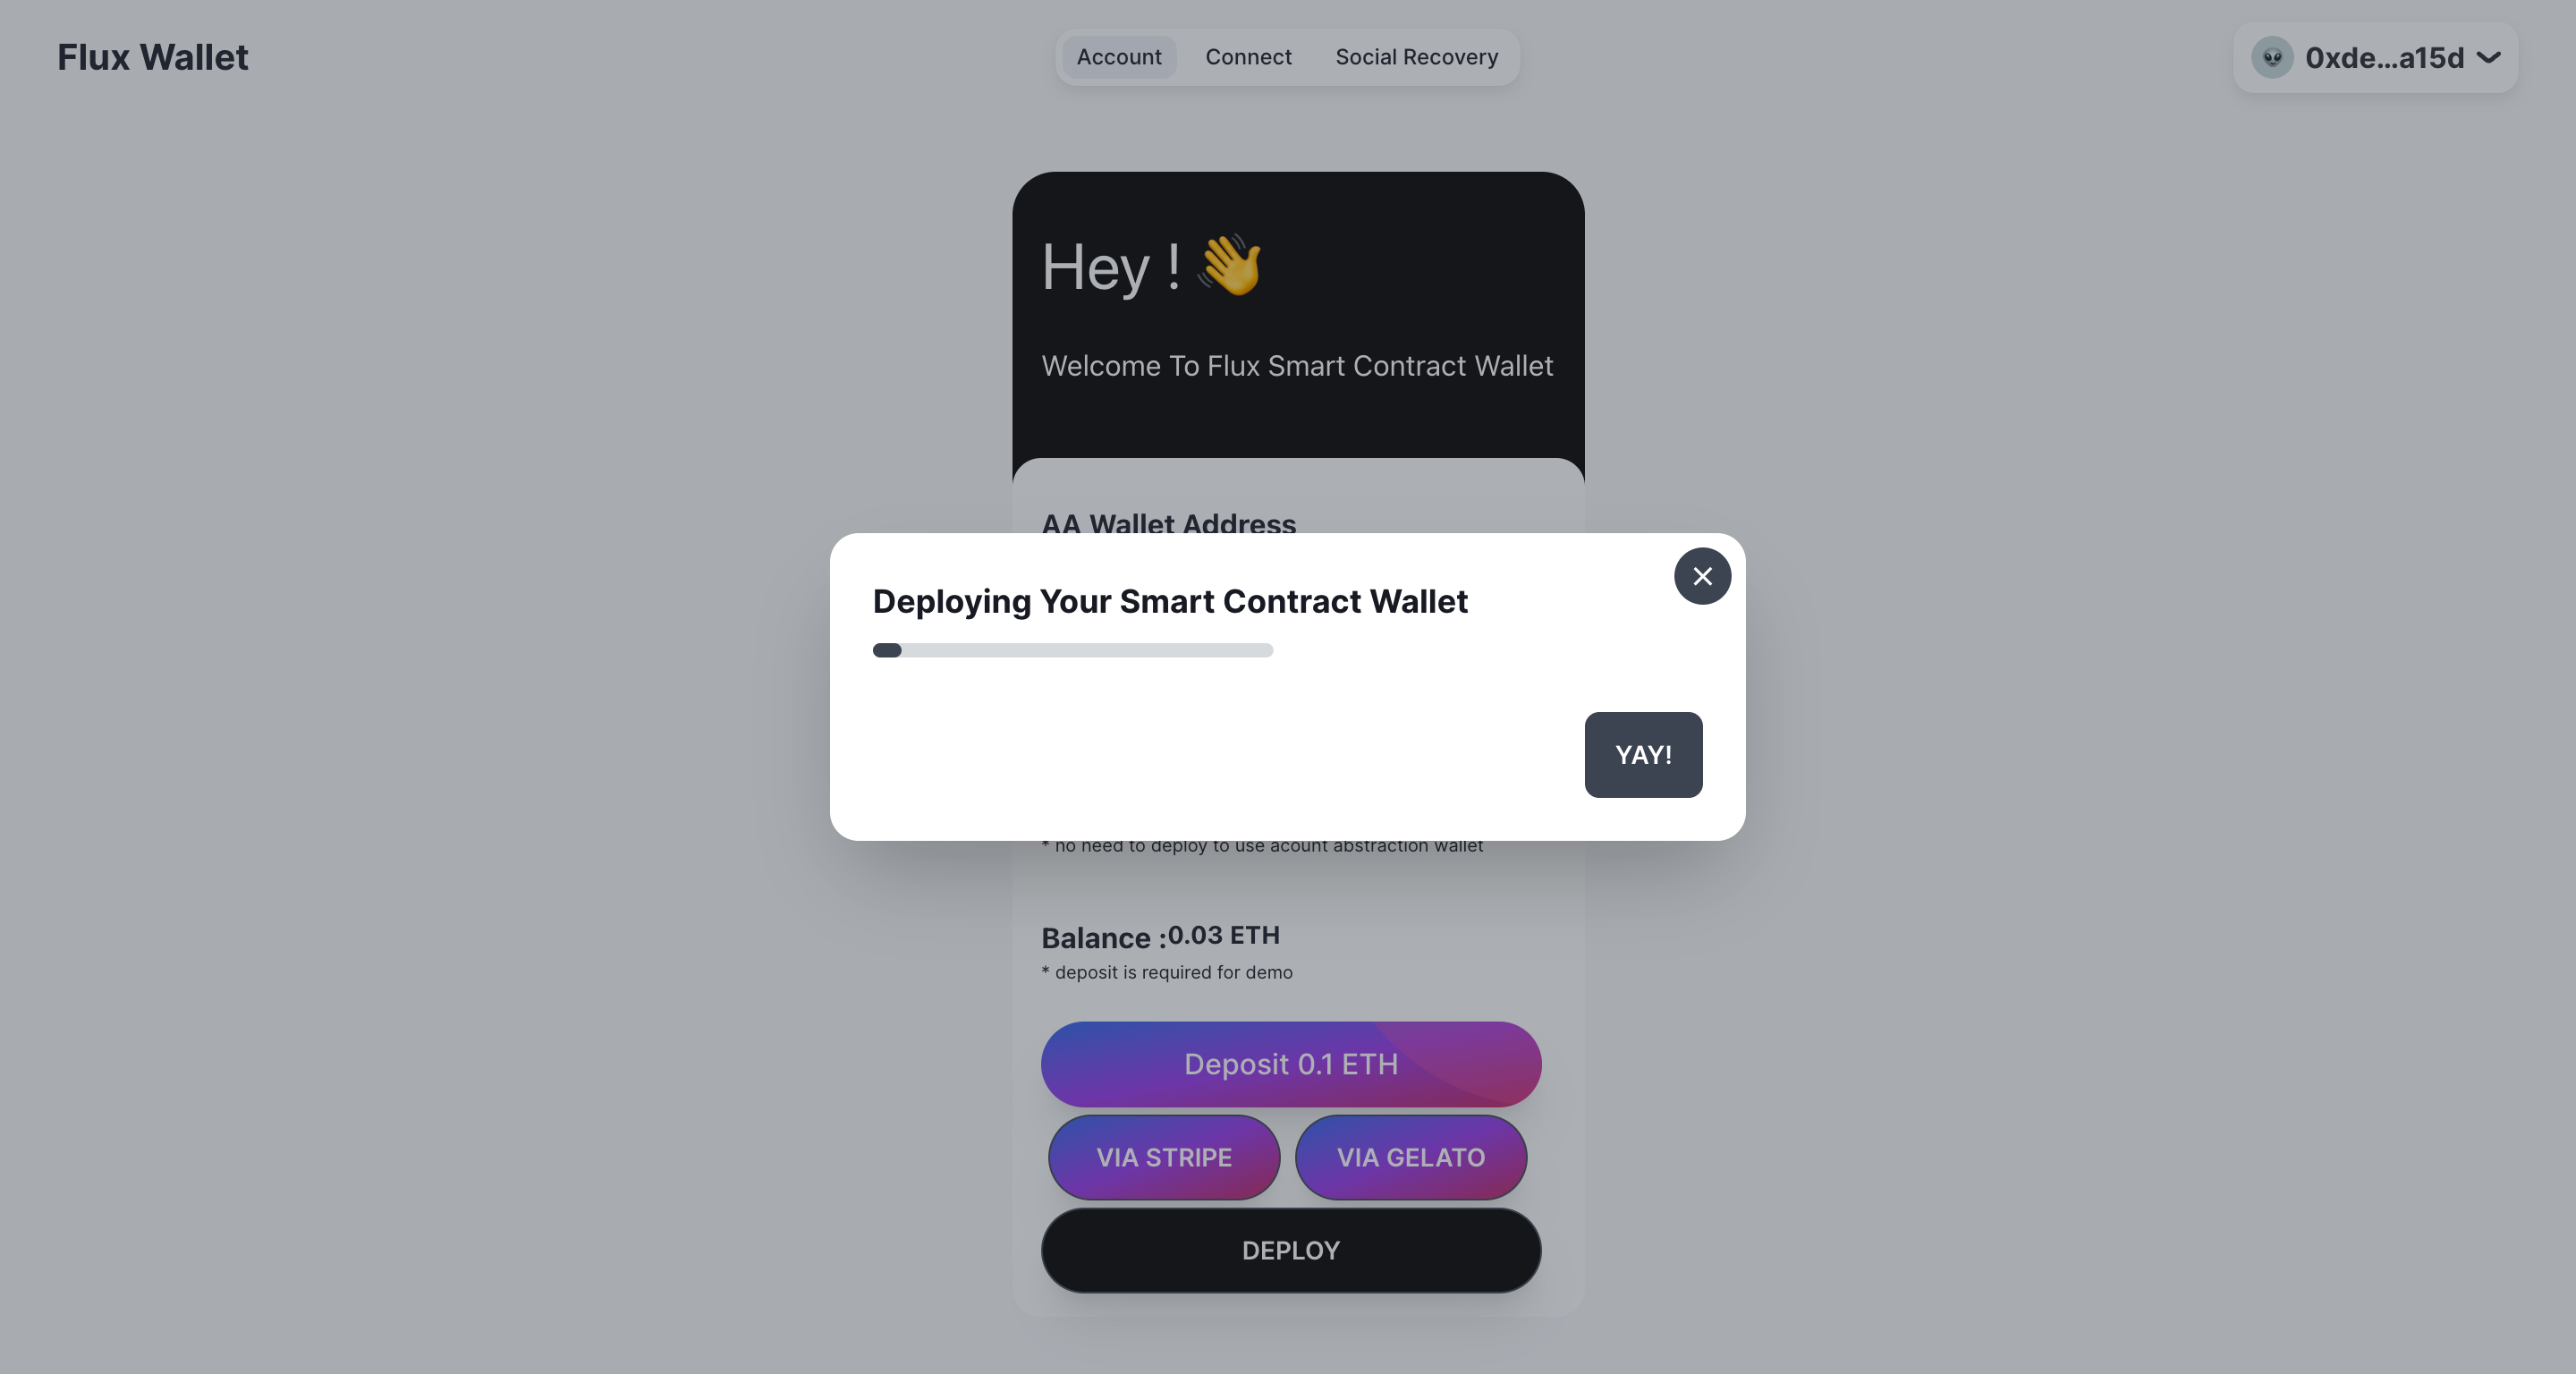 Flux Wallet
Account
Connect
Social Recovery
0xde...a15d
Hey ! 👋
Welcome To Flux Smart Contract Wallet
AA Wallet Address
Deploying Your Smart Contract Wallet
YAY!
* no need to deploy to use acount abstraction wallet
Balance :0.03 ETH
* deposit is required for demo
Deposit 0.1 ETH
VIA STRIPE
VIA GELATO
DEPLOY